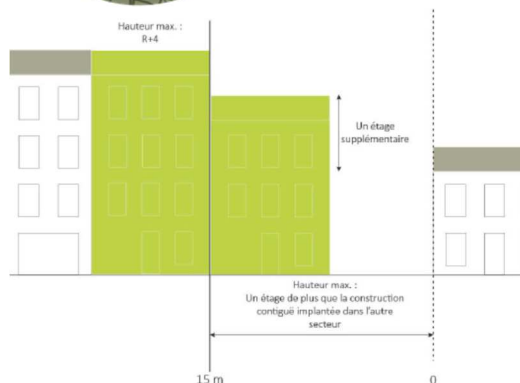 Hauteur max. :
R+4
Un étage
supplémentaire
Hauteur max. :
Un étage de plus que la construction
contiguë implantée dans l'autre
secteur
15 m
0